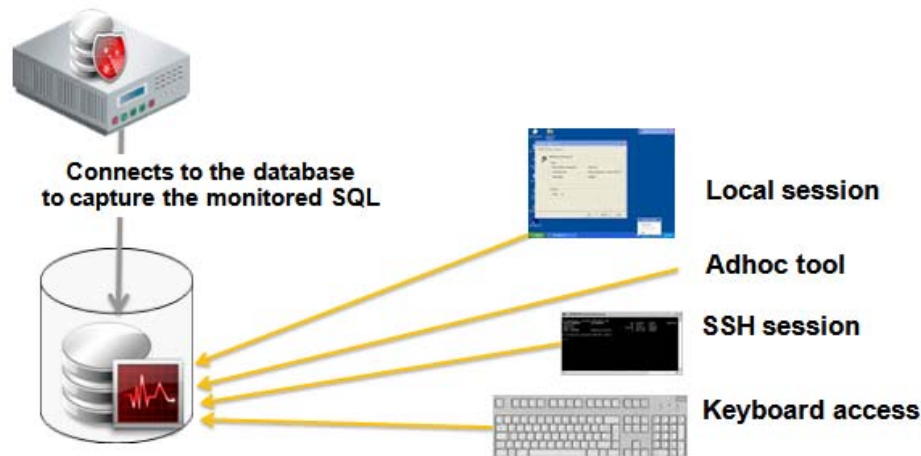 Connects to the database
to capture the monitored SQL
Local session
Adhoc tool
SSH session
Keyboard access